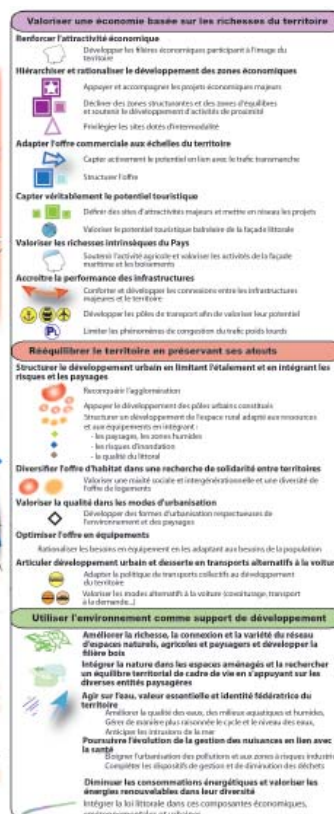 Valoriser une économie basée sur les richesses du territoire
Renforcer l'attractivité économique
Développer les filières économiques participant à l'image du
territoire
Hiérarchiser et rationaliser le développement des zones économiques
Appuyer et accompagner les projets économiques majeurs
Décliner des zones structurantes et des zones d'équilibres
et soutenir le développement d'activités de proximité
Privilégier les sites dotés d'intermodalité
Adapter l'offre commerciale aux échelles du territoire
Capter activement le potentiel en lien avec le trafic transmanche
Structurer l'offre
Capter véritablement le potentiel touristique
Définir des sites d'attractivités majeurs et mettre en réseau les projets
Valoriser le potentiel touristique balnéaire de la façade littorale
Valoriser les richesses intrinsèques du Pays
Soutenir l'activité agricole et valoriser les activités de la façade
maritime et les boisements
Accroître la performance des infrastructures
Conforter et développer les connexions entre les infrastructures
majeures et le territoire
Développer les pôles de transport afin de valoriser leur potentiel
PL Limiter les phénomènes de congestion du trafic poids lourds
Rééquilibrer le territoire en préservant ses atouts
Structurer le développement urbain en limitant l'étalement et en intégrant les
risques et les paysages
Reconquérir l'agglomération
Appuyer le développement des pôles urbains constitués
Structurer un développement de l'espace rural adapté aux ressources
et aux équipements en intégrant :
- les paysages, les zones humides
- les risques d'inondation
- la qualité du littoral
Diversifier l'offre d'habitat dans une recherche de solidarité entre territoires
Valoriser une mixité sociale et intergénérationnelle et une diversité de
l'offre de logements
Valoriser la qualité dans les modes d'urbanisation
Développer des formes d'urbanisation respectueuses de
l'environnement et des paysages
Optimiser l'offre en équipements
Rationaliser les besoins en équipement en les adaptant aux besoins de la population
Articuler développement urbain et desserte en transports alternatifs à la voiture
Adapter la politique de transports collectifs au développement
du territoire
Valoriser les modes alternatifs à la voiture (covoiturage, transport
à la demande...)
Utiliser l'environnement comme support de développement
Améliorer la richesse, la connexion et la variété du réseau
d'espaces naturels, agricoles et paysagers et développer la
filière bois
Intégrer la nature dans les espaces aménagés et la rechercher
un équilibre territorial de cadre de vie en s'appuyant sur les
diverses entités paysagères
Agir sur l'eau, valeur essentielle et identité fédératrice du
territoire
Améliorer la qualité des eaux, des milieux aquatiques et humides,
Gérer de manière plus raisonnée le cycle et le niveau des eaux,
Anticiper les intrusions de la mer
Poursuivre l'évolution de la gestion des nuisances en lien avec
la santé
Eloigner l'urbanisation des pollutions et aux zones à risques industriels
Compléter les dispositifs de gestion et de diminution des déchets
Diminuer les consommations énergétiques et valoriser les
énergies renouvelables dans leur diversité
Intégrer la loi littorale dans ces composantes économiques,